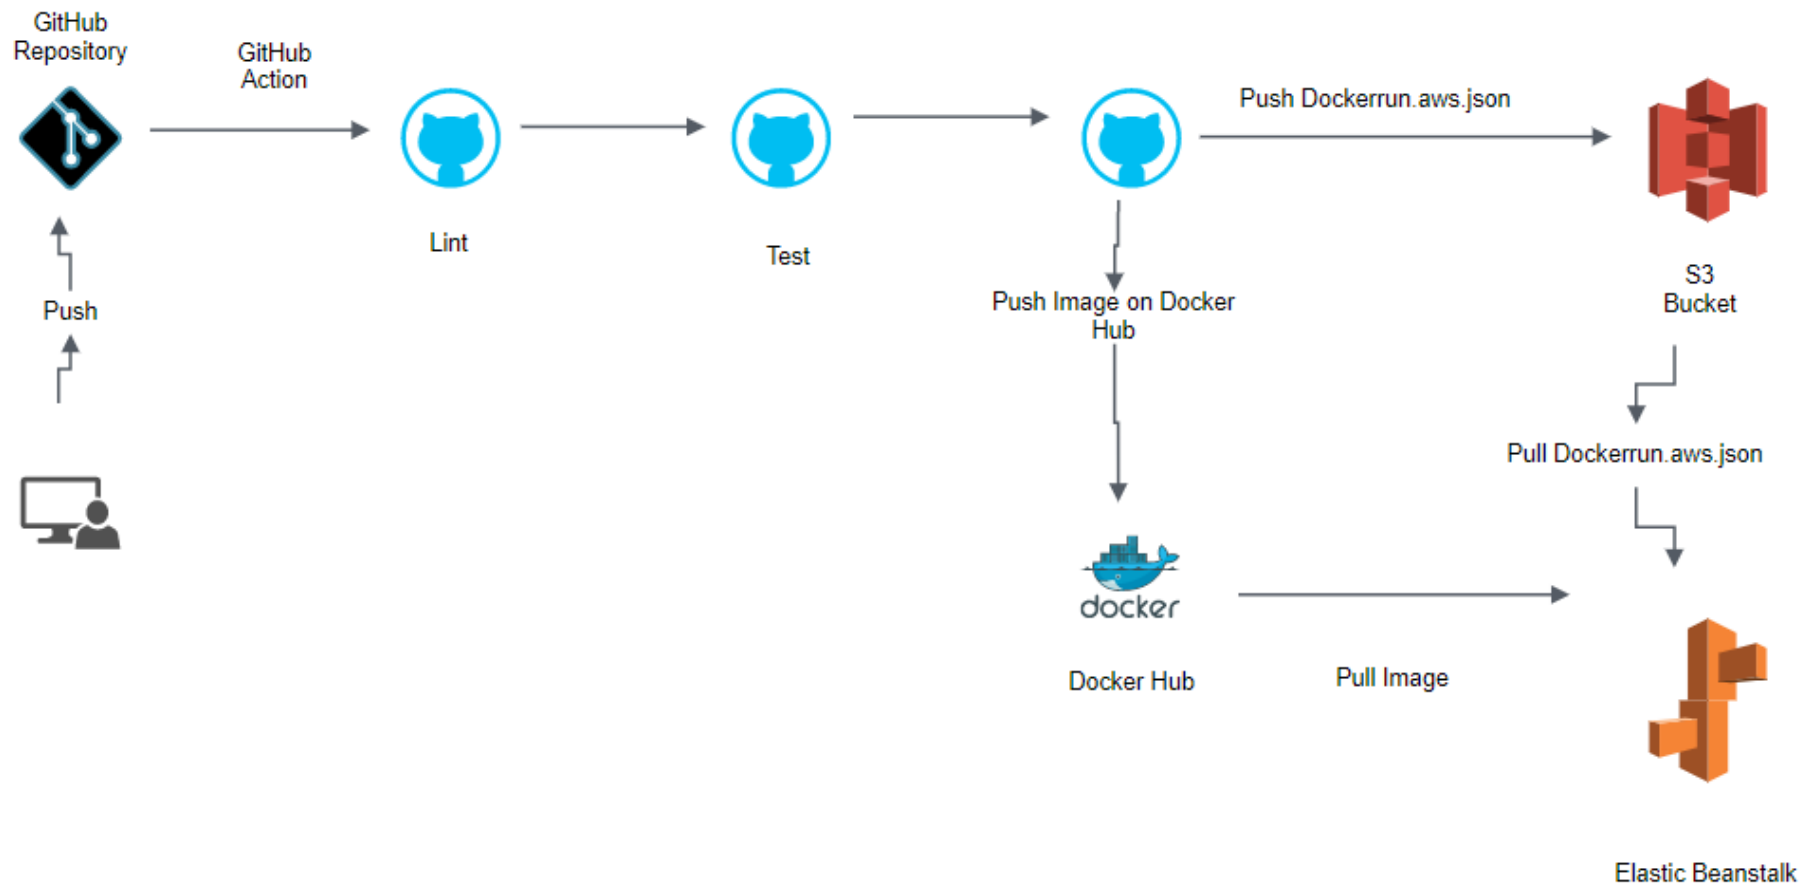 GitHub
Repository
GitHub
Action
Push Dockerrun.aws.json
Lint
Test
S3
Bucket
Push
Push Image on Docker
Hub
Pull Dockerrun.aws.json
docker
Docker Hub
Pull Image
Elastic Beanstalk